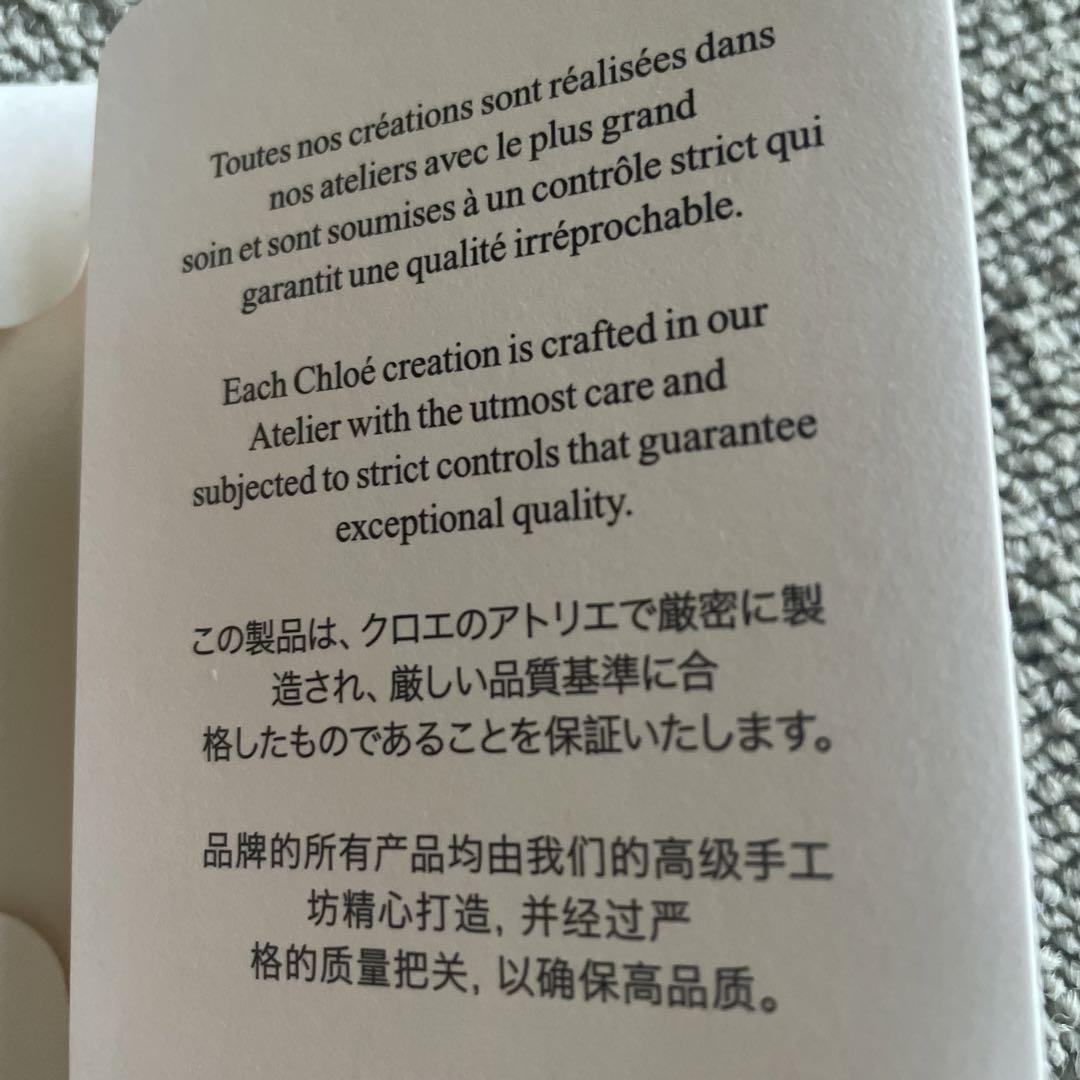 Toutes nos créations sont réalisées dans
nos ateliers avec le plus grand
soin et sont soumises à un contrôle strict qui
garantit une qualité irréprochable.
Each Chloé creation is crafted in our
Atelier with the utmost care and
subjected to strict controls that guarantee
exceptional quality.
この製品は、クロエのアトリエで厳密に製
造され、厳しい品質基準に合
格したものであることを保証いたします。
品牌的所有产品均由我们的高级手工
坊精心打造, 并经过严
格的质量把关, 以确保高品质。